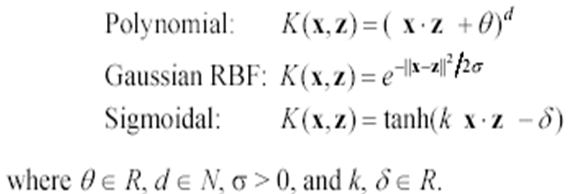 Polynomial: K(x,z) = ( x · z + θ)^d
Gaussian RBF: K(x,z) = e^{-‖x-z‖²/2σ}
Sigmoidal: K(x,z) = tanh(k x · z − δ)
where θ ∈ R, d ∈ N, σ > 0, and k, δ ∈ R.